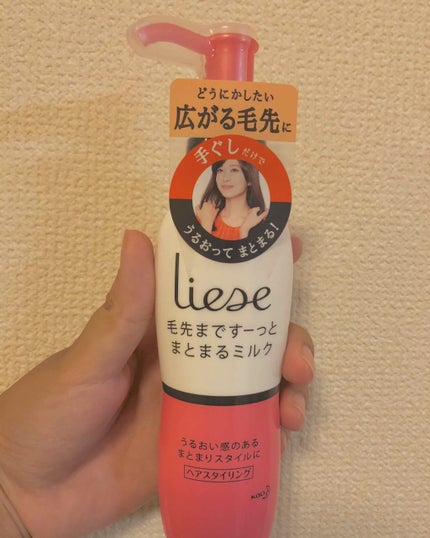 どうにかしたい
広がる毛先に
手ぐしだけで
うるおって まとまる!
liese
毛先まですーっと
まとまるミルク
うるおい感のある
まとまりスタイルに
ヘアスタイリング
KAO